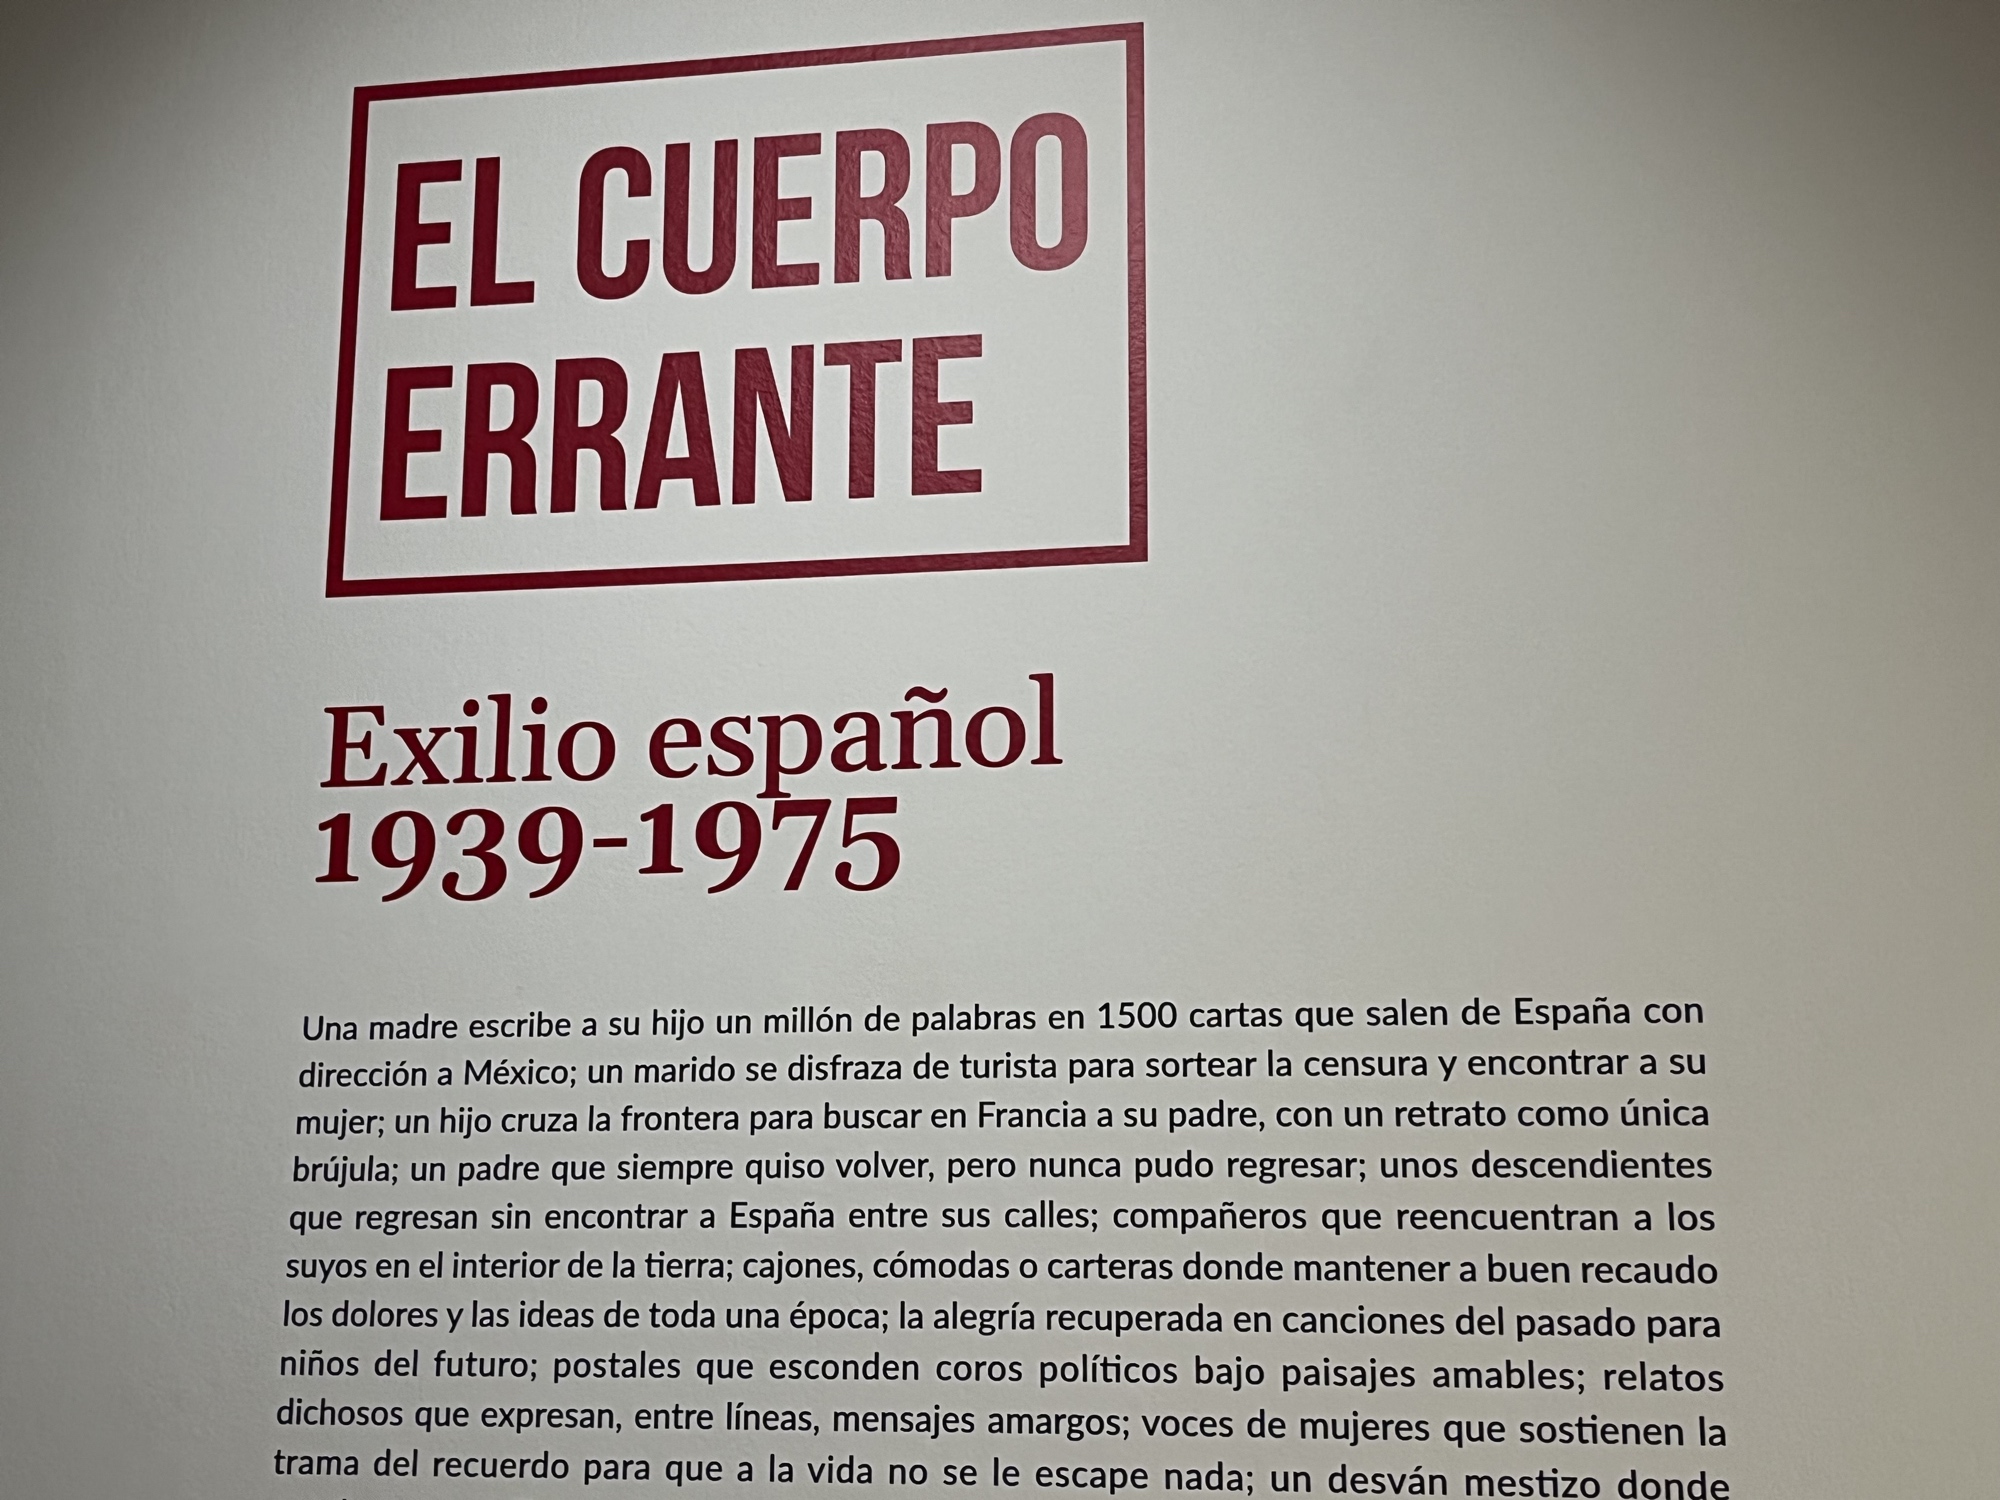 EL CUERPO
ERRANTE
Exilio español
1939-1975
Una madre escribe a su hijo un millón de palabras en 1500 cartas que salen de España con
dirección a México; un marido se disfraza de turista para sortear la censura y encontrar a su
mujer; un hijo cruza la frontera para buscar en Francia a su padre, con un retrato como única
brújula; un padre que siempre quiso volver, pero nunca pudo regresar; unos descendientes
que regresan sin encontrar a España entre sus calles; compañeros que reencuentran a los
suyos en el interior de la tierra; cajones, cómodas o carteras donde mantener a buen recaudo
los dolores y las ideas de toda una época; la alegría recuperada en canciones del pasado para
niños del futuro; postales que esconden coros políticos bajo paisajes amables; relatos
dichosos que expresan, entre líneas, mensajes amargos; voces de mujeres que sostienen la
trama del recuerdo para que a la vida no se le escape nada; un desván mestizo donde